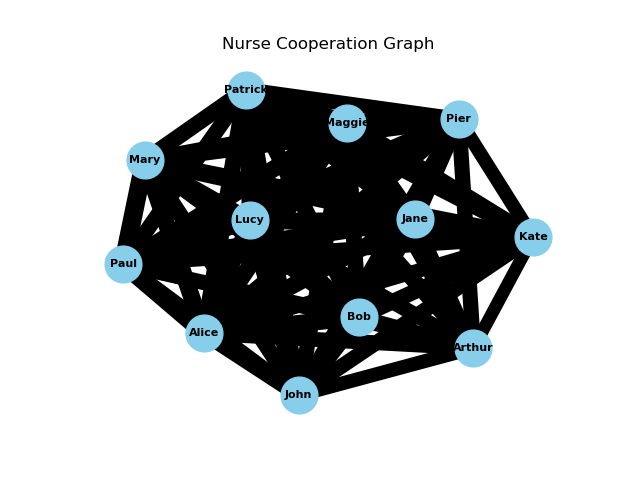 Nurse Cooperation Graph
Patrick
Pier
Maggie
Mary
Lucy
Jane
Kate
Paul
Bob
Alice
Arthur
John